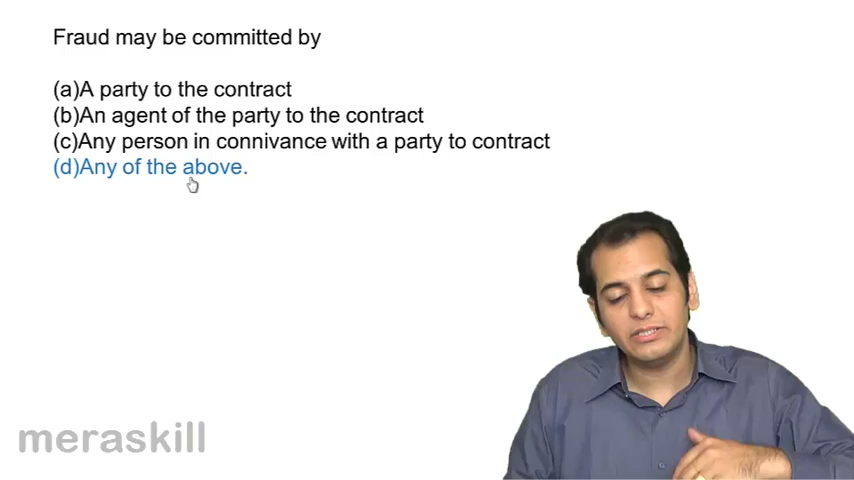 Fraud may be committed by
(a)A party to the contract
(b)An agent of the party to the contract
(c)Any person in connivance with a party to contract
(d)Any of the above.
meraskill